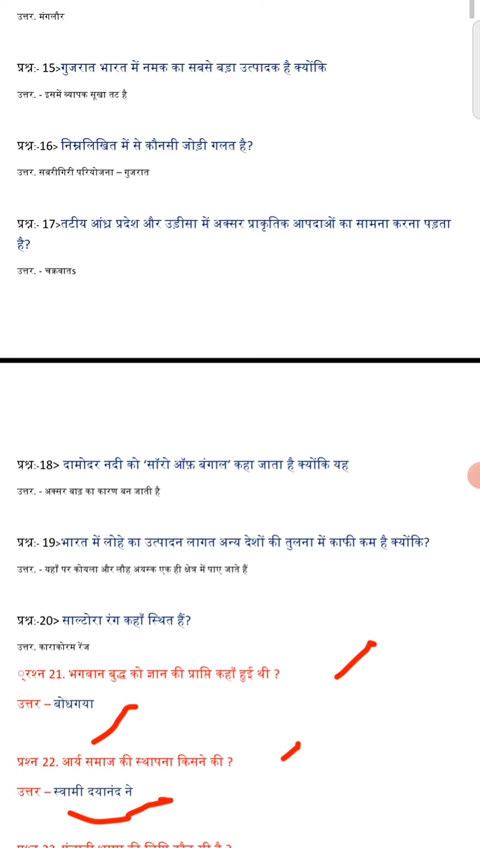 उत्तर. मंगलौर
प्रश्न:- 15>गुजरात भारत में नमक का सबसे बड़ा उत्पादक है क्योंकि
उत्तर. - इसमें व्यापक सूखा तट है
प्रश्न:-16> निम्नलिखित में से कौनसी जोड़ी गलत है?
उत्तर. सबरीगिरी परियोजना – गुजरात
प्रश्न:- 17>तटीय आंध्र प्रदेश और उड़ीसा में अक्सर प्राकृतिक आपदाओं का सामना करना पड़ता
है?
उत्तर. - चक्रवातs
प्रश्न:-18> दामोदर नदी को ‘सॉरो ऑफ़ बंगाल’ कहा जाता है क्योंकि यह
उत्तर. - अक्सर बाड़ का कारण बन जाती है
प्रश्न:- 19>भारत में लोहे का उत्पादन लागत अन्य देशों की तुलना में काफी कम है क्योंकि?
उत्तर. - यहाँ पर कोयला और लौह अयस्क एक ही क्षेत्र में पाए जाते हैं
प्रश्न:-20> साल्टोरा रंग कहाँ स्थित हैं?
उत्तर. काराकोरम रेंज
्रश्न 21. भगवान बुद्ध को ज्ञान की प्राप्ति कहाँ हुई थी ?
उत्तर – बोधगया
प्रश्न 22. आर्य समाज की स्थापना किसने की ?
उत्तर – स्वामी दयानंद ने